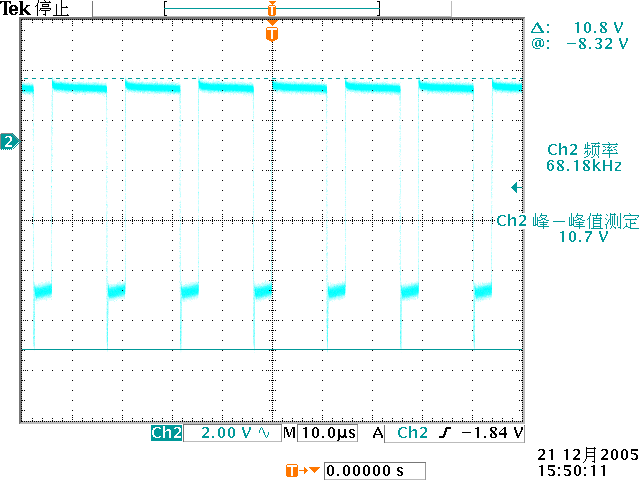 Tek 停止
T
T
Δ: 10.8 V
@: −8.32 V
2
Ch2 频率
68.18kHz
Ch2 峰－峰值测定
10.7 V
Ch2 2.00 V M 10.0µs A Ch2 −1.84 V
T 0.00000 s
21 12月2005
15:50:11